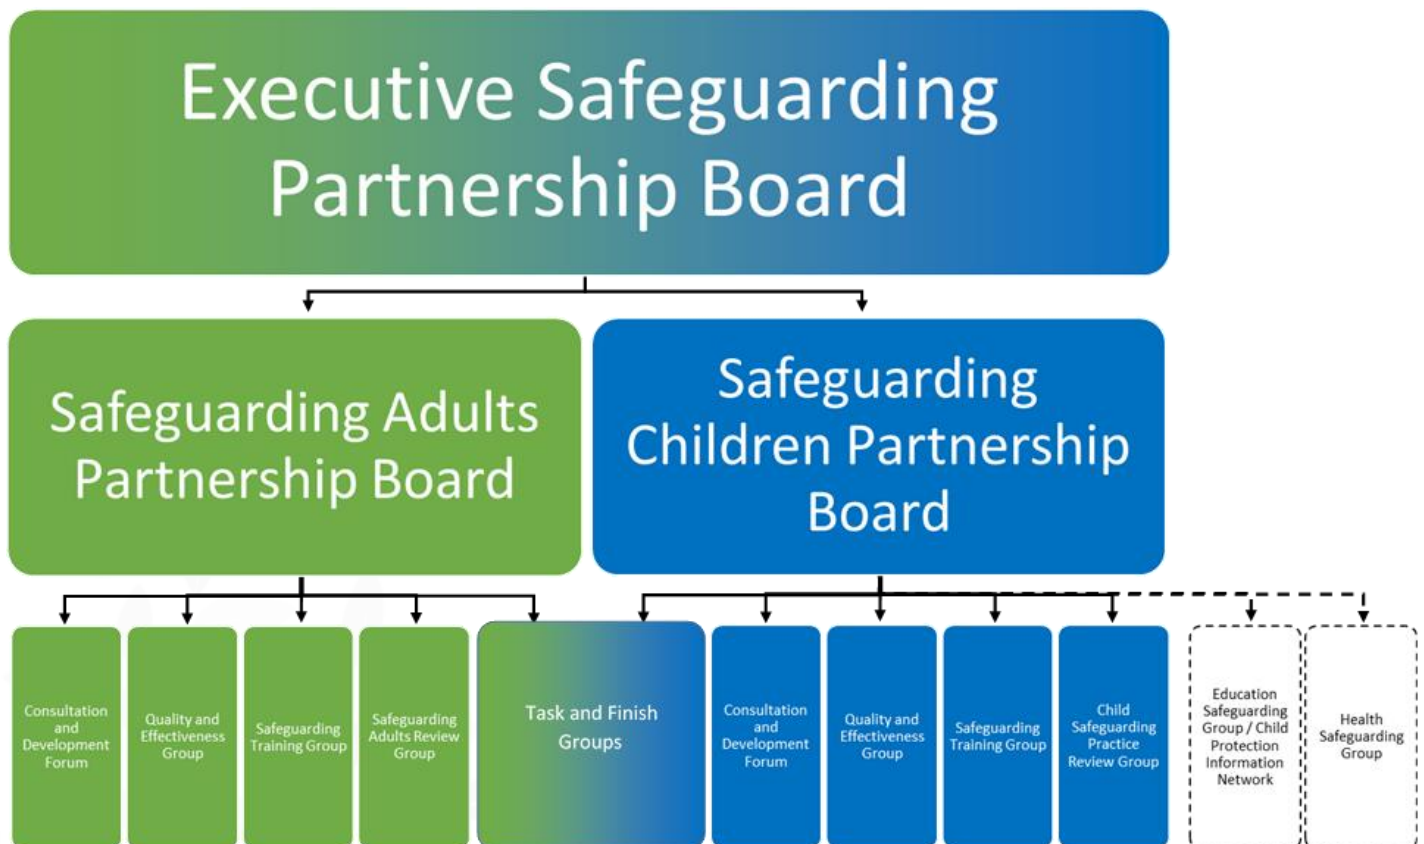 Executive Safeguarding
Partnership Board
Safeguarding Adults
Partnership Board
Safeguarding
Children Partnership
Board
Consultation
and
Development
Forum
Quality and
Effectiveness
Group
Safeguarding
Training Group
Safeguarding
Adults Review
Group
Task and Finish
Groups
Consultation
and
Development
Forum
Quality and
Effectiveness
Group
Safeguarding
Training Group
Child
Safeguarding
Practice
Review Group
Education
Safeguarding
Group / Child
Protection
Information
Network
Health
Safeguarding
Group